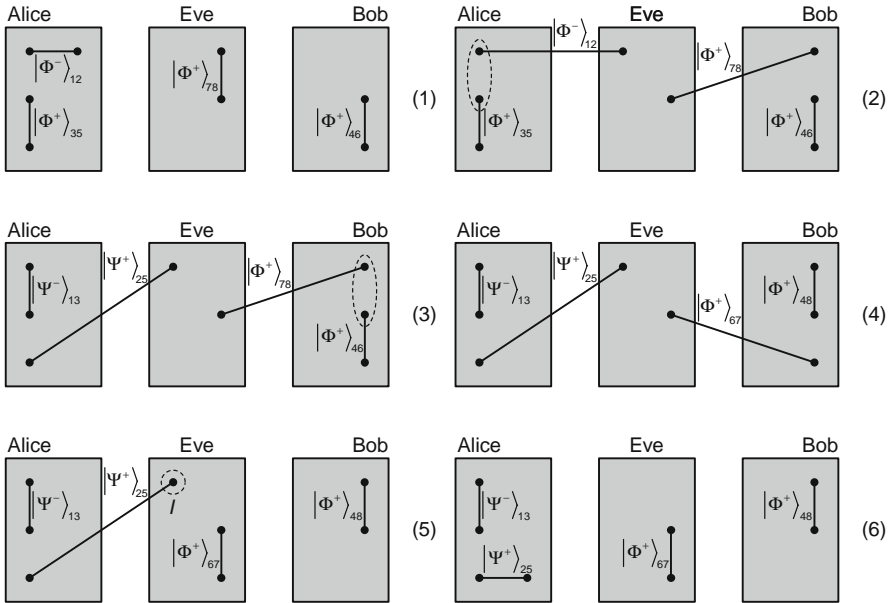 Alice Eve Bob Alice Eve Bob
|Φ⁻⟩₁₂ |Φ⁺⟩₇₈ |Φ⁺⟩₃₅ |Φ⁺⟩₄₆ (1)
|Φ⁻⟩₁₂ |Φ⁺⟩₇₈ |Φ⁺⟩₃₅ |Φ⁺⟩₄₆ (2)
Alice Eve Bob Alice Eve Bob
|Ψ⁺⟩₂₅ |Φ⁺⟩₇₈ |Ψ⁻⟩₁₃ |Φ⁺⟩₄₆ (3)
|Ψ⁺⟩₂₅ |Φ⁺⟩₄₈ |Ψ⁻⟩₁₃ |Φ⁺⟩₆₇ (4)
Alice Eve Bob Alice Eve Bob
|Ψ⁺⟩₂₅ |Ψ⁻⟩₁₃ I |Φ⁺⟩₄₈ |Φ⁺⟩₆₇ (5)
|Ψ⁻⟩₁₃ |Φ⁺⟩₄₈ |Ψ⁺⟩₂₅ |Φ⁺⟩₆₇ (6)